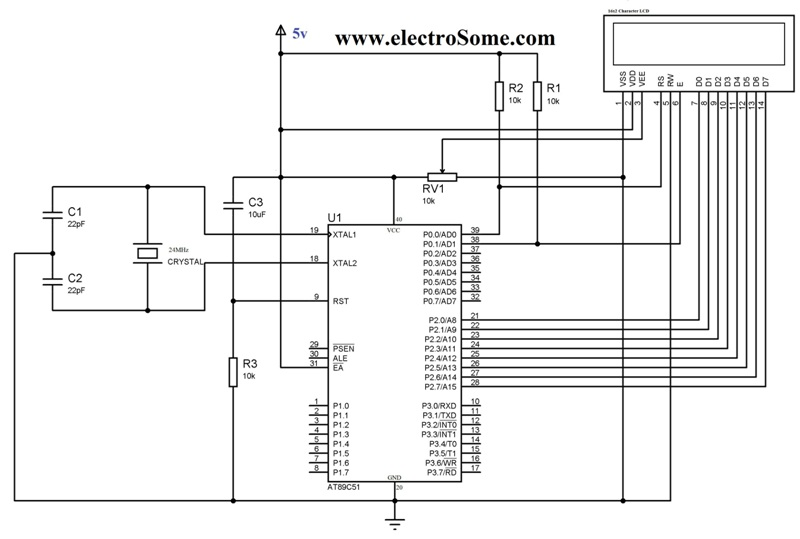 16x2 Character LCD
5v
www.electroSome.com
VSS
VDD
VEE
RS
RW
E
D0
D1
D2
D3
D4
D5
D6
D7
1
2
3
4
5
6
7
8
9
10
11
12
13
14
R2
10k
R1
10k
RV1
10k
C1
22pF
C2
22pF
24MHz
CRYSTAL
C3
10uF
R3
10k
U1
40
VCC
19 XTAL1
18 XTAL2
9 RST
29 PSEN
30 ALE
31 EA
1 P1.0
2 P1.1
3 P1.2
4 P1.3
5 P1.4
6 P1.5
7 P1.6
8 P1.7
P0.0/AD0 39
P0.1/AD1 38
P0.2/AD2 37
P0.3/AD3 36
P0.4/AD4 35
P0.5/AD5 34
P0.6/AD6 33
P0.7/AD7 32
P2.0/A8 21
P2.1/A9 22
P2.2/A10 23
P2.3/A11 24
P2.4/A12 25
P2.5/A13 26
P2.6/A14 27
P2.7/A15 28
P3.0/RXD 10
P3.1/TXD 11
P3.2/INT0 12
P3.3/INT1 13
P3.4/T0 14
P3.5/T1 15
P3.6/WR 16
P3.7/RD 17
GND
20
AT89C51